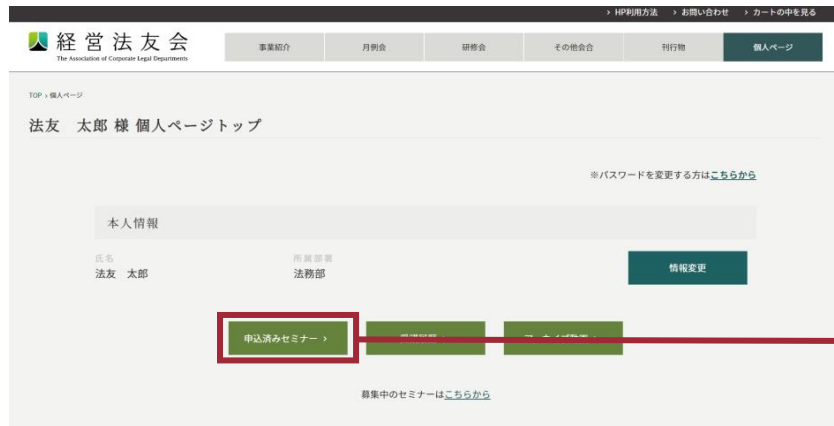 › HP利用方法 › お問い合わせ › カートの中を見る
経営法友会
The Association of Corporate Legal Departments
事業紹介 月例会 研修会 その他会合 刊行物 個人ページ
TOP › 個人ページ
法友 太郎 様 個人ページトップ
※パスワードを変更する方はこちらから
本人情報
氏名 所属部署
法友 太郎 法務部 情報変更
申込済みセミナー ›
募集中のセミナーはこちらから